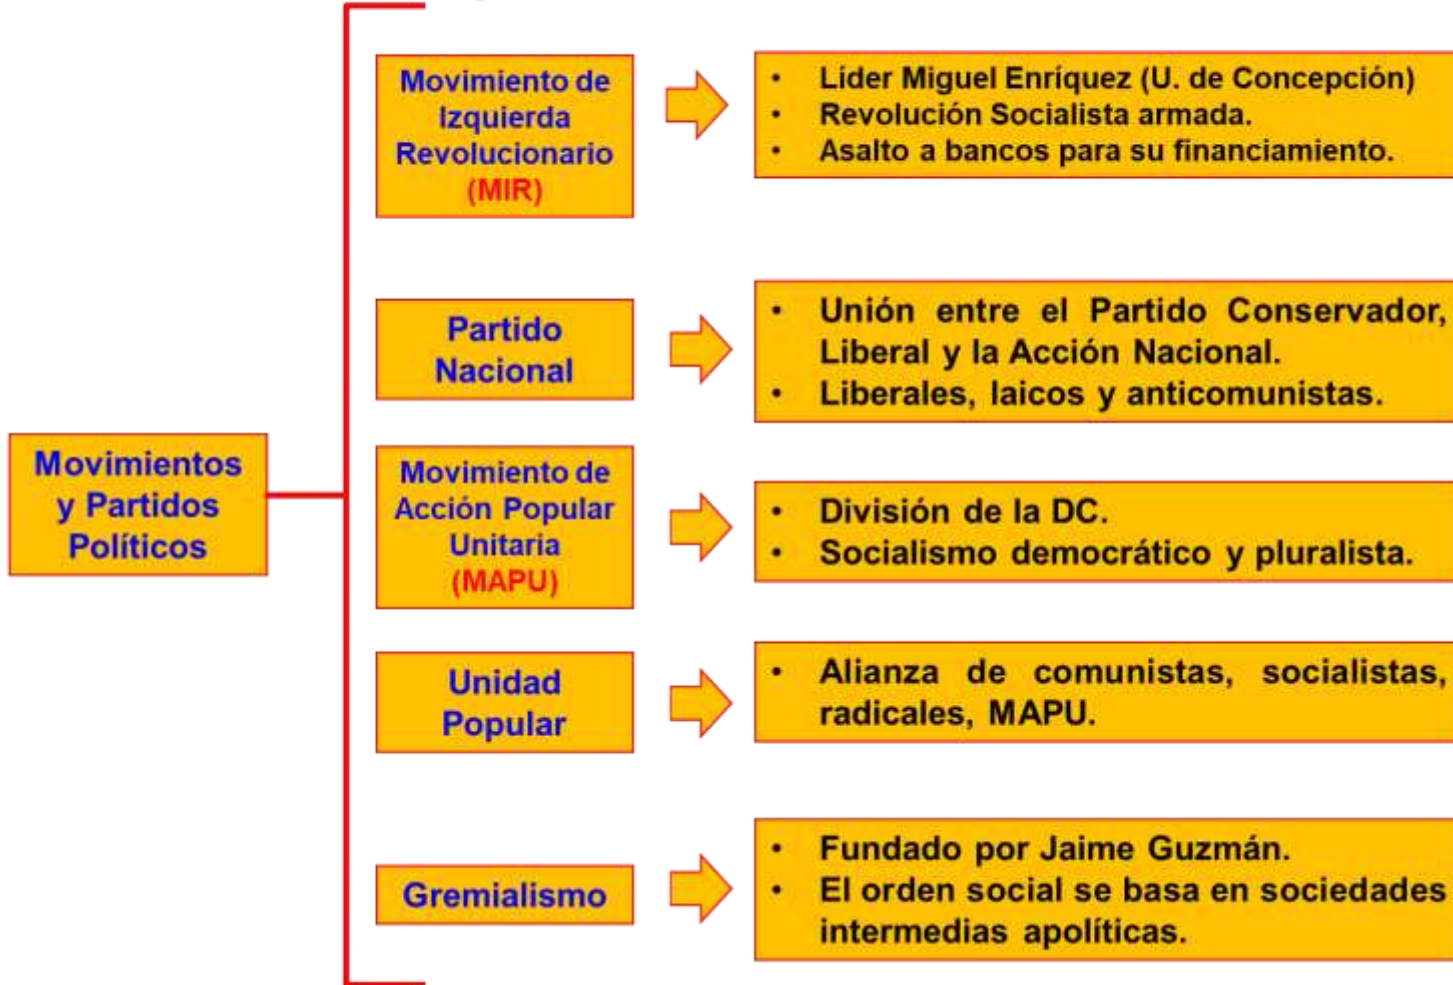 Movimientos
y Partidos
Políticos
Movimiento de
Izquierda
Revolucionario
(MIR)
• Líder Miguel Enríquez (U. de Concepción)
• Revolución Socialista armada.
• Asalto a bancos para su financiamiento.
Partido
Nacional
• Unión entre el Partido Conservador,
Liberal y la Acción Nacional.
• Liberales, laicos y anticomunistas.
Movimiento de
Acción Popular
Unitaria
(MAPU)
• División de la DC.
• Socialismo democrático y pluralista.
Unidad
Popular
• Alianza de comunistas, socialistas,
radicales, MAPU.
Gremialismo
• Fundado por Jaime Guzmán.
• El orden social se basa en sociedades
intermedias apolíticas.